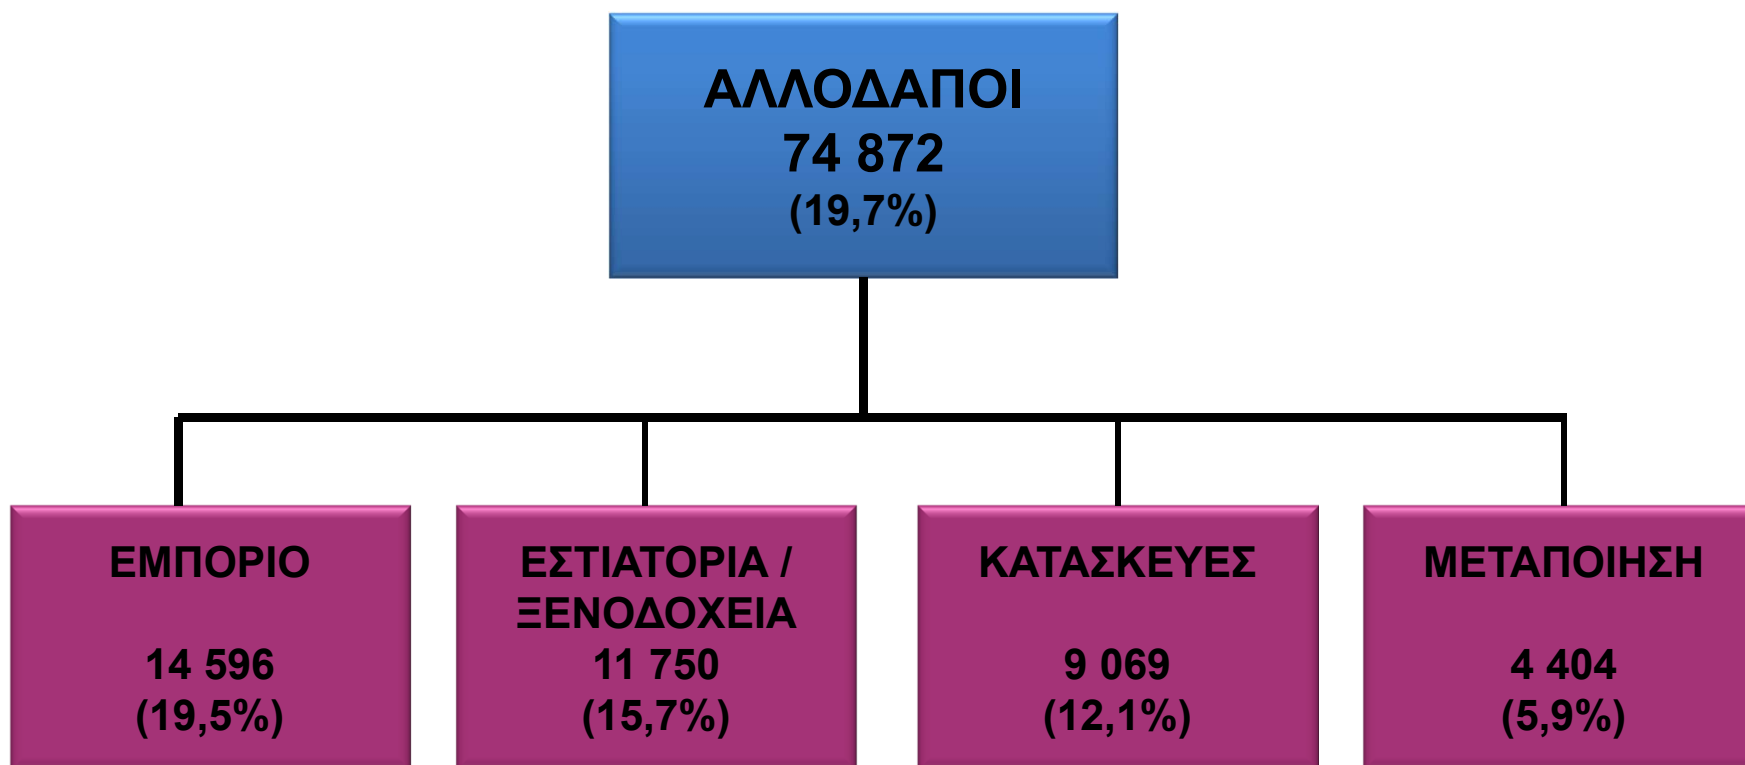 ΑΛΛΟΔΑΠΟΙ
74 872
(19,7%)
ΕΜΠΟΡΙΟ
14 596
(19,5%)
ΕΣΤΙΑΤΟΡΙΑ /
ΞΕΝΟΔΟΧΕΙΑ
11 750
(15,7%)
ΚΑΤΑΣΚΕΥΕΣ
9 069
(12,1%)
ΜΕΤΑΠΟΙΗΣΗ
4 404
(5,9%)